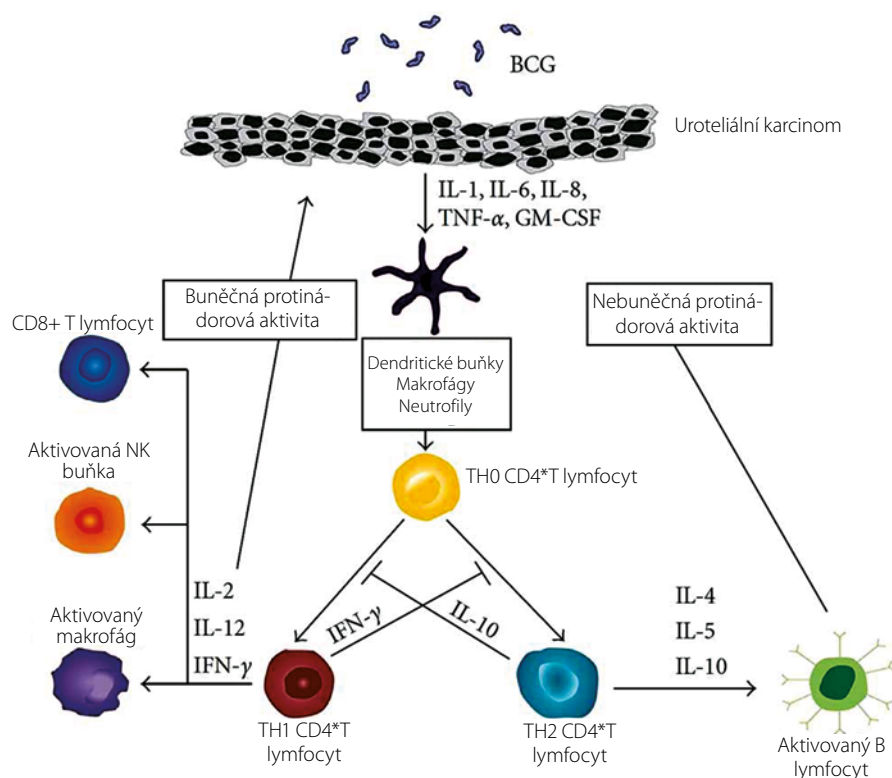 BCG
Uroteliální karcinom
IL-1, IL-6, IL-8,
TNF-α, GM-CSF
Buněčná protiná-
dorová aktivita
Nebuněčná protiná-
dorová aktivita
CD8+ T lymfocyt
Dendritické buňky
Makrofágy
Neutrofily
Aktivovaná NK
buňka
TH0 CD4*T lymfocyt
IL-2
IL-12
IFN-γ
Aktivovaný
makrofág
IFN-γ
IL-10
IL-4
IL-5
IL-10
TH1 CD4*T
lymfocyt
TH2 CD4*T
lymfocyt
Aktivovaný B
lymfocyt